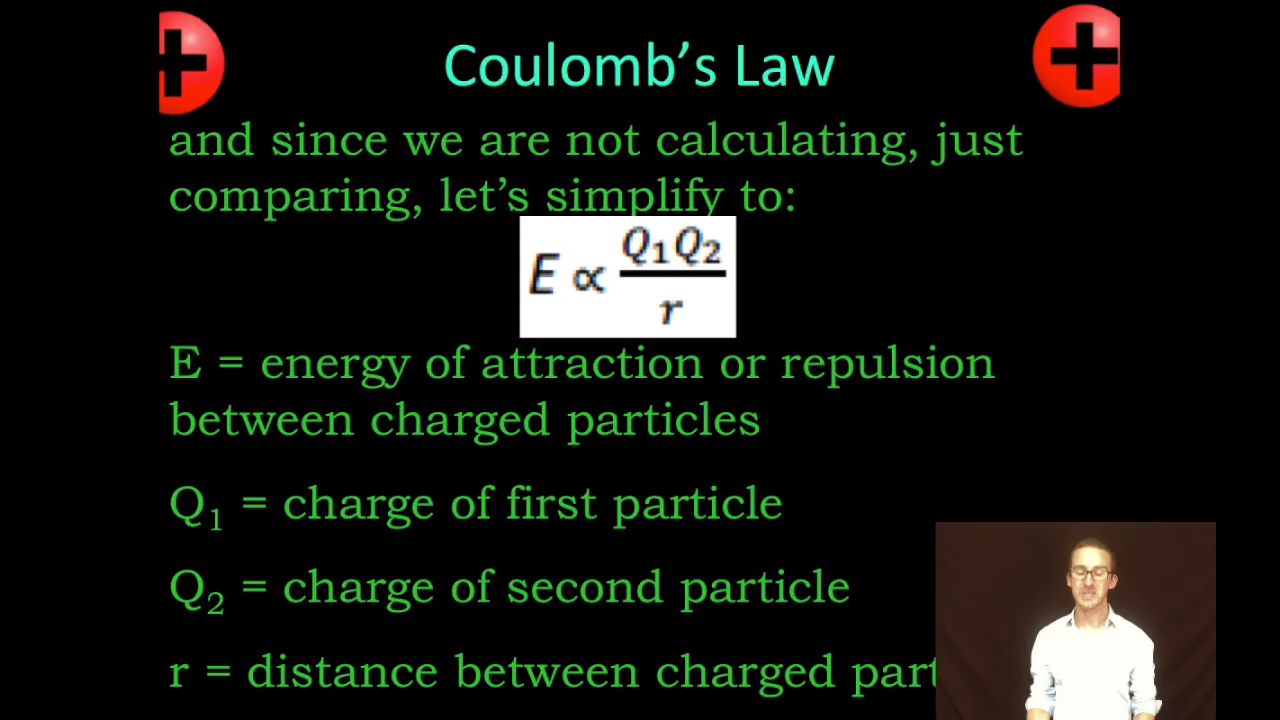 Coulomb’s Law
and since we are not calculating, just
comparing, let’s simplify to:
E ∝ Q₁Q₂ / r
E = energy of attraction or repulsion
between charged particles
Q₁ = charge of first particle
Q₂ = charge of second particle
r = distance between charged part